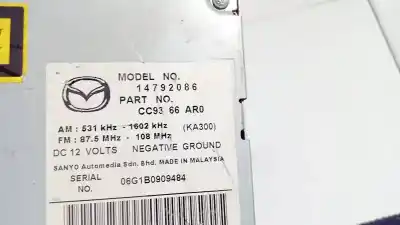 MODEL NO.
14792086
PART NO.
CC93 66 AR0
AM : 531 kHz - 1602 kHz (KA300)
FM : 87.5 MHz - 108 MHz
DC 12 VOLTS NEGATIVE GROUND
SANYO Automedia Sdn. Bhd. MADE IN MALAYSIA
SERIAL
NO. 06G1B0909484